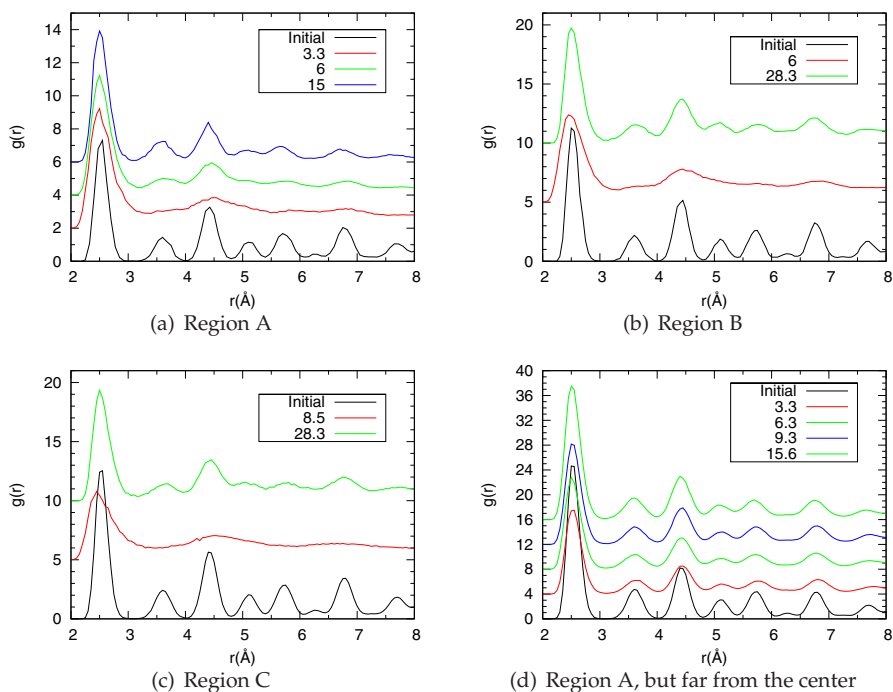 14
12
10
8
6
4
2
0
g(r)
Initial
3.3
6
15
2 3 4 5 6 7 8
r(Å)
(a) Region A
20
15
10
5
0
g(r)
Initial
6
28.3
2 3 4 5 6 7 8
r(Å)
(b) Region B
20
15
10
5
0
g(r)
Initial
8.5
28.3
2 3 4 5 6 7 8
r(Å)
(c) Region C
40
36
32
28
24
20
16
12
8
4
0
g(r)
Initial
3.3
6.3
9.3
15.6
2 3 4 5 6 7 8
r(Å)
(d) Region A, but far from the center